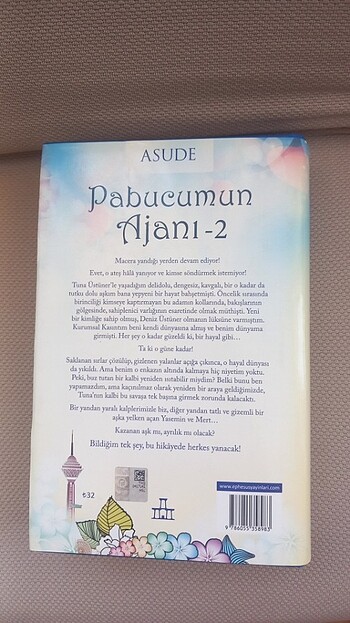 ASUDE
Pabucumun
Ajanı-2
Macera yandığı yerden devam ediyor!
Evet, o ateş hâlâ yanıyor ve kimse söndürmek istemiyor!
Tuna Üstüner'le yaşadığım delidolu, dengesiz, kavgalı, bir o kadar da
tutku dolu aşkım bana yepyeni bir hayat bahşetmişti. Öncelik sırasında
birinciliği kimseye kaptırmayan bu adamın kollarında, bakışlarının
gölgesinde, sahiplenici varlığının esaretinde olmak müthişti. Yeni
bir kimliğe sahip olmuş, Deniz Üstüner olmanın lüksüne varmıştım.
Kurumsal Kasıntım beni kendi dünyasına almış ve benim dünyama
girmişti. Her şey o kadar güzeldi ki, bir hayal gibi…
Ta ki o güne kadar!
Saklanan sırlar çözülüp, gizlenen yalanlar açığa çıkınca, o hayal dünyası
da yıkıldı. Ama benim o enkazın altında kalmaya hiç niyetim yoktu.
Peki, buz tutan bir kalbi yeniden ısıtabilir miydim? Belki bunu ben
yapamazdım, ama kaçınılmaz olarak yeniden bir araya geldiğimizde,
Tuna'nın kalbi bu savaşa tek başına girmek zorunda kalacaktı.
Bir yandan yaralı kalplerimizle biz, diğer yandan tatlı ve gizemli bir
aşka yelken açan Yasemin ve Mert…
Kazanan aşk mı, ayrılık mı olacak?
Bildiğim tek şey, bu hikâyede herkes yanacak!
www.ephesusyayinlari.com
₺32
9 786055 358983